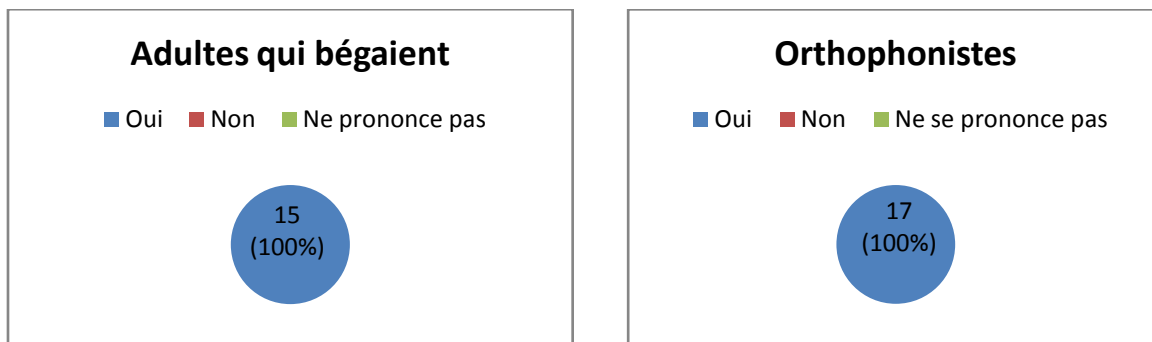 Adultes qui bégaient
Oui Non Ne prononce pas
15
(100%)
Orthophonistes
Oui Non Ne se prononce pas
17
(100%)